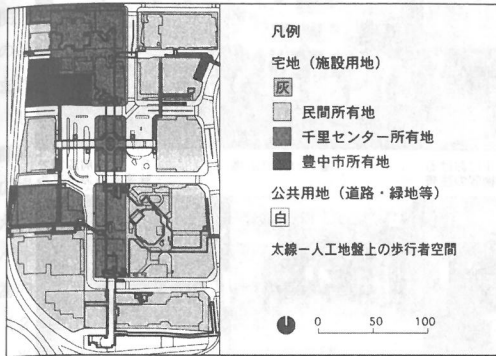 凡例
宅地（施設用地）
灰
民間所有地
千里センター所有地
豊中市所有地
公共用地（道路・緑地等）
白
太線ー人工地盤上の歩行者空間
0 50 100